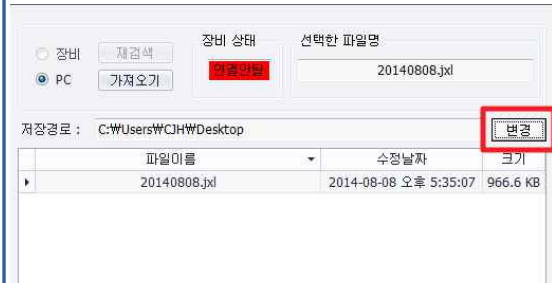 장비 상태 선택한 파일명
장비 재검색
연결안됨 20140808.jxl
PC 가져오기
저장경로 : C:₩Users₩CJH₩Desktop 변경
파일이름 수정날짜 크기
20140808.jxl 2014-08-08 오후 5:35:07 966.6 KB